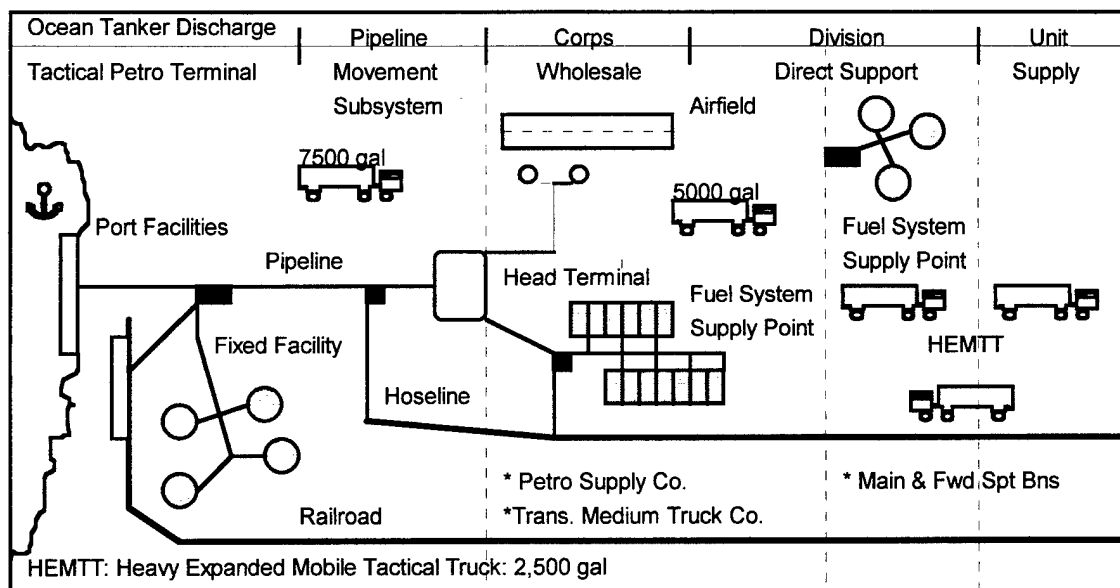 Ocean Tanker Discharge
Pipeline
Corps
Division
Unit
Tactical Petro Terminal
Movement
Wholesale
Direct Support
Supply
Subsystem
Airfield
7500 gal
5000 gal
Port Facilities
Fuel System
Supply Point
Pipeline
Head Terminal
Fuel System
Supply Point
HEMTT
Fixed Facility
Hoseline
* Petro Supply Co.
* Main & Fwd Spt Bns
*Trans. Medium Truck Co.
Railroad
HEMTT: Heavy Expanded Mobile Tactical Truck: 2,500 gal